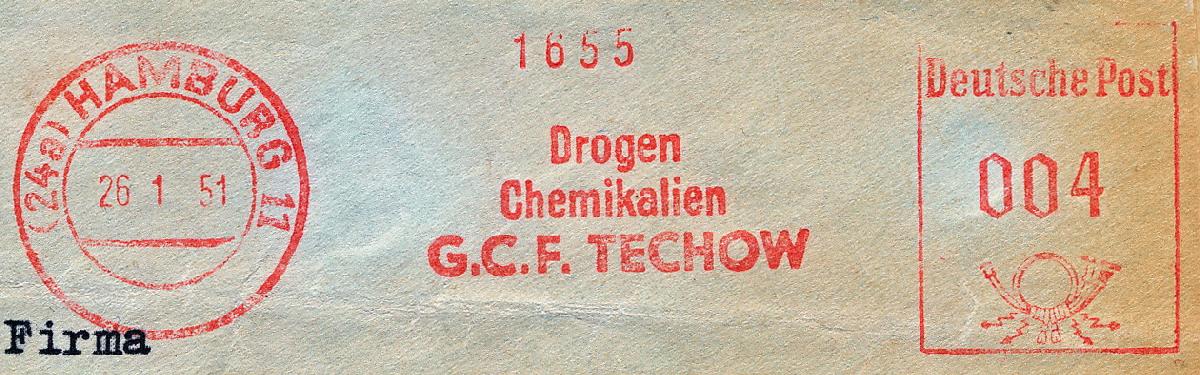 1655
(24a) HAMBURG 11
26 1 51
Drogen
Chemikalien
G.C.F. TECHOW
Deutsche Post
004
Firma